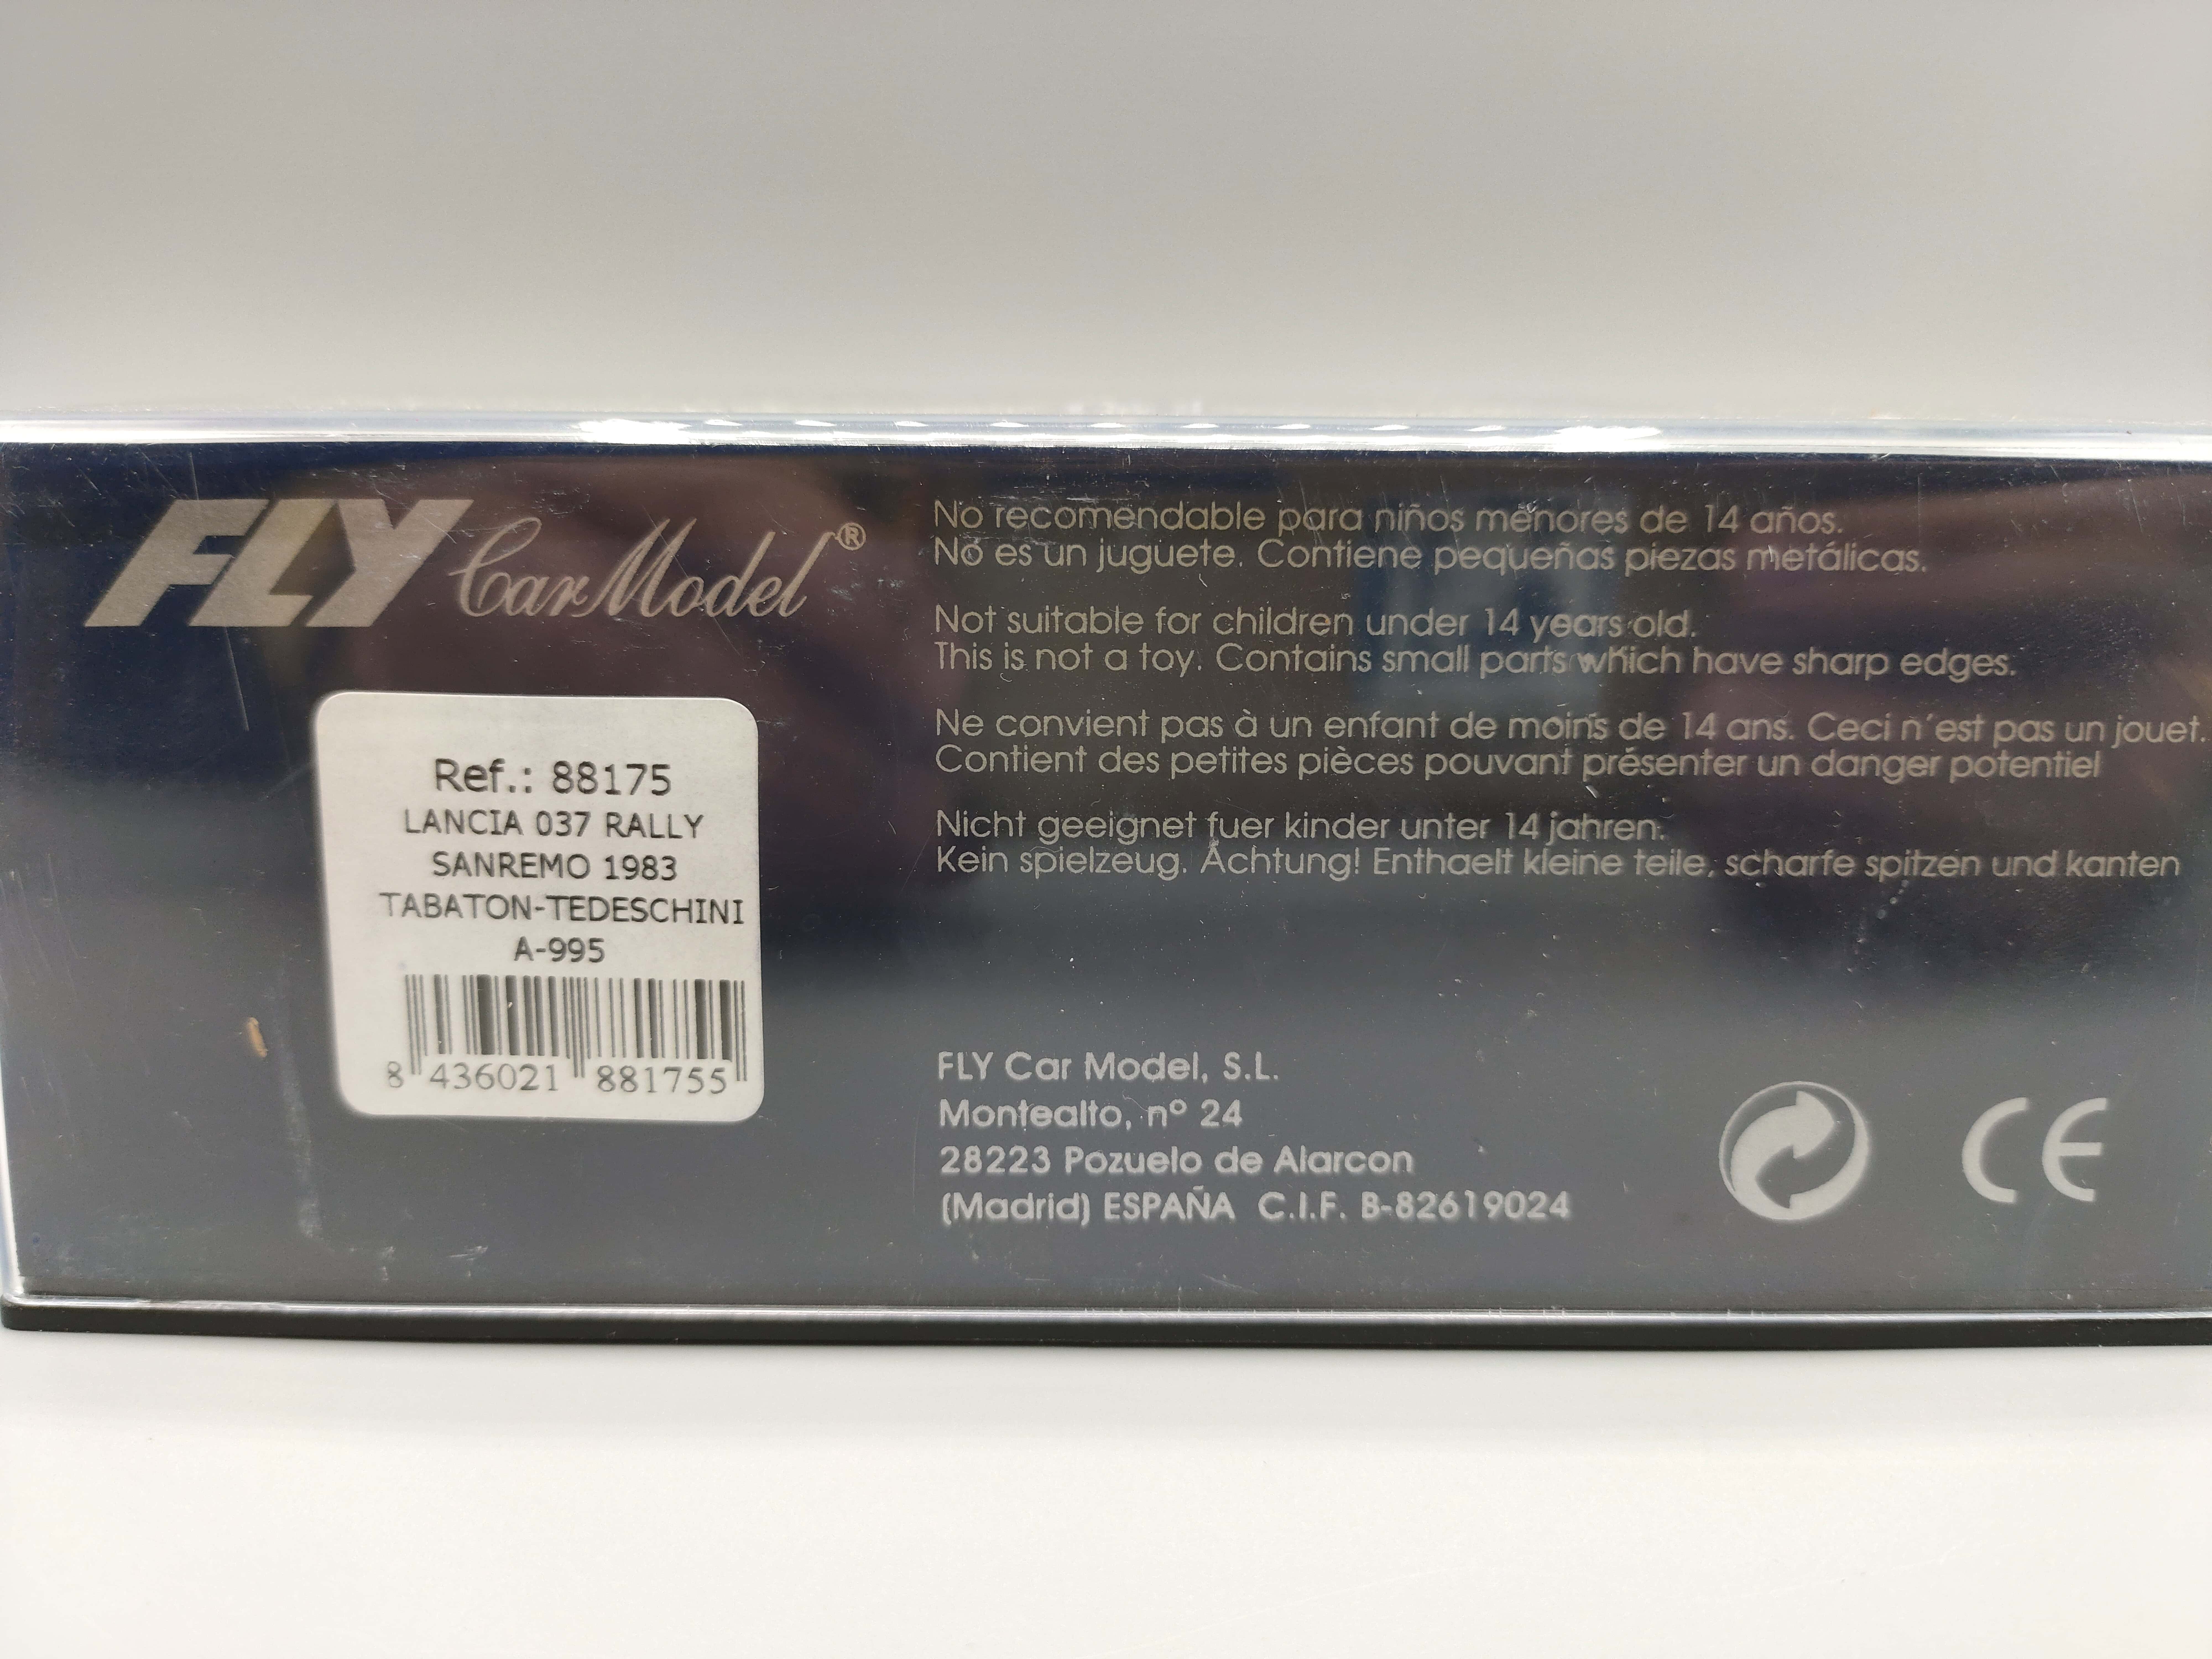 FLY Car Model®
Ref.: 88175
LANCIA 037 RALLY
SANREMO 1983
TABATON-TEDESCHINI
A-995
8 436021 881755
No recomendable para niños menores de 14 años.
No es un juguete. Contiene pequeñas piezas metálicas.
Not suitable for children under 14 years old.
This is not a toy. Contains small parts which have sharp edges.
Ne convient pas à un enfant de moins de 14 ans. Ceci n'est pas un jouet.
Contient des petites pièces pouvant présenter un danger potentiel
Nicht geeignet fuer kinder unter 14 jahren.
Kein spielzeug. Achtung! Enthaelt kleine teile, scharfe spitzen und kanten
FLY Car Model, S.L.
Montealto, nº 24
28223 Pozuelo de Alarcon
(Madrid) ESPAÑA C.I.F. B-82619024
CE